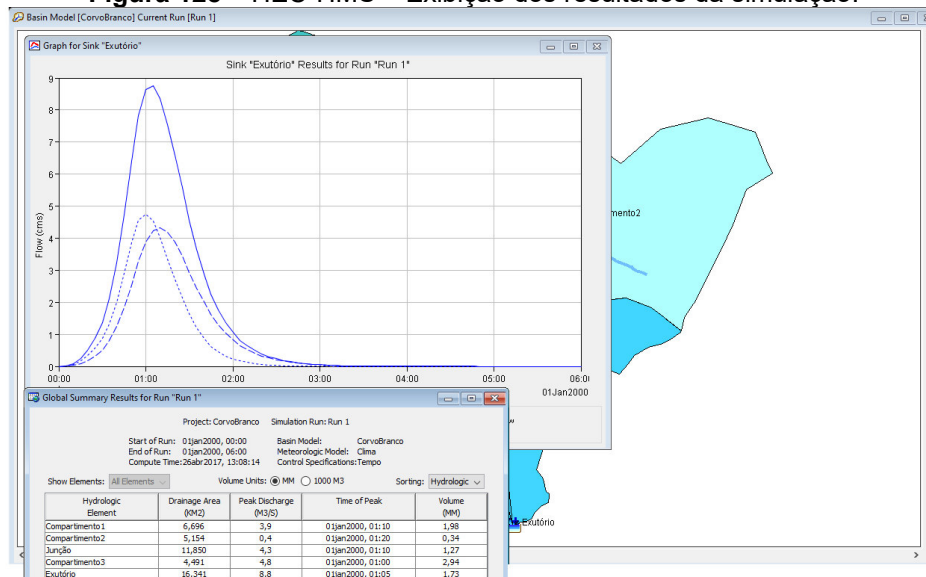 Figura 123 – HEC-HMS – Exibição dos resultados da simulação.
Basin Model [CorvoBranco] Current Run [Run 1]
Graph for Sink "Exutório"
Sink "Exutório" Results for Run "Run 1"
Flow (cms)
9
8
7
6
5
4
3
2
1
0
00:00 01:00 02:00 03:00 04:00 05:00 06:0
01Jan2000
mento2
Global Summary Results for Run "Run 1"
Project: CorvoBranco Simulation Run: Run 1
Start of Run: 01jan2000, 00:00 Basin Model: CorvoBranco
End of Run: 01jan2000, 06:00 Meteorologic Model: Clima
Compute Time:26abr2017, 13:08:14 Control Specifications:Tempo
Show Elements: All Elements Volume Units: MM 1000 M3 Sorting: Hydrologic
Hydrologic Element Drainage Area (KM2) Peak Discharge (M3/S) Time of Peak Volume (MM)
Compartimento1 6,696 3,9 01jan2000, 01:10 1,98
Compartimento2 5,154 0,4 01jan2000, 01:20 0,34
Junção 11,850 4,3 01jan2000, 01:10 1,27
Compartimento3 4,491 4,8 01jan2000, 01:00 2,94
Exutório 16,341 8,8 01jan2000, 01:05 1,73
Exutório